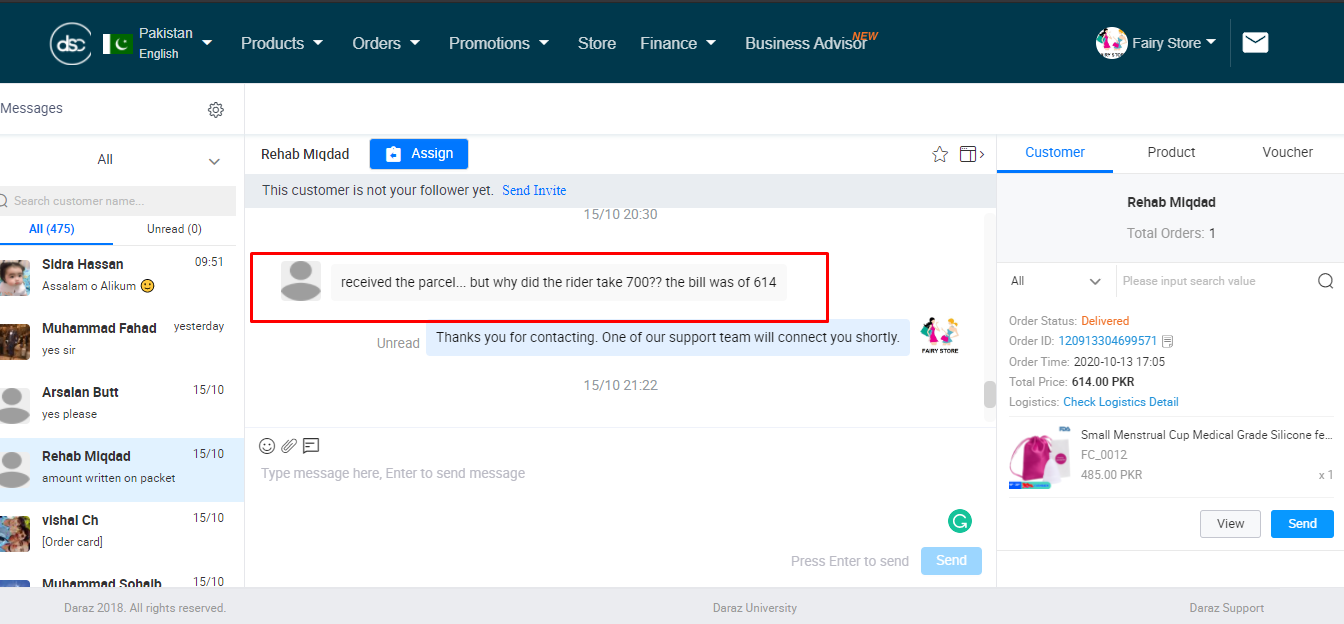 dsc
Pakistan
English
Products
Orders
Promotions
Store
Finance
Business Advisor
NEW
Fairy Store
Messages
All
Search customer name...
All (475)
Unread (0)
Sidra Hassan
09:51
Assalam o Alikum
Muhammad Fahad
yesterday
yes sir
Arsalan Butt
15/10
yes please
Rehab Miqdad
15/10
amount written on packet
vishal Ch
15/10
[Order card]
Muhammad Sohaib
15/10
Rehab Miqdad
Assign
This customer is not your follower yet. Send Invite
15/10 20:30
received the parcel... but why did the rider take 700?? the bill was of 614
Unread
Thanks you for contacting. One of our support team will connect you shortly.
FAIRY STORE
15/10 21:22
Type message here, Enter to send message
Press Enter to send
Send
Customer
Product
Voucher
Rehab Miqdad
Total Orders: 1
All
Please input search value
Order Status: Delivered
Order ID: 120913304699571
Order Time: 2020-10-13 17:05
Total Price: 614.00 PKR
Logistics: Check Logistics Detail
FDA
Small Menstrual Cup Medical Grade Silicone fe...
FC_0012
485.00 PKR
x 1
View
Send
Daraz 2018. All rights reserved.
Daraz University
Daraz Support